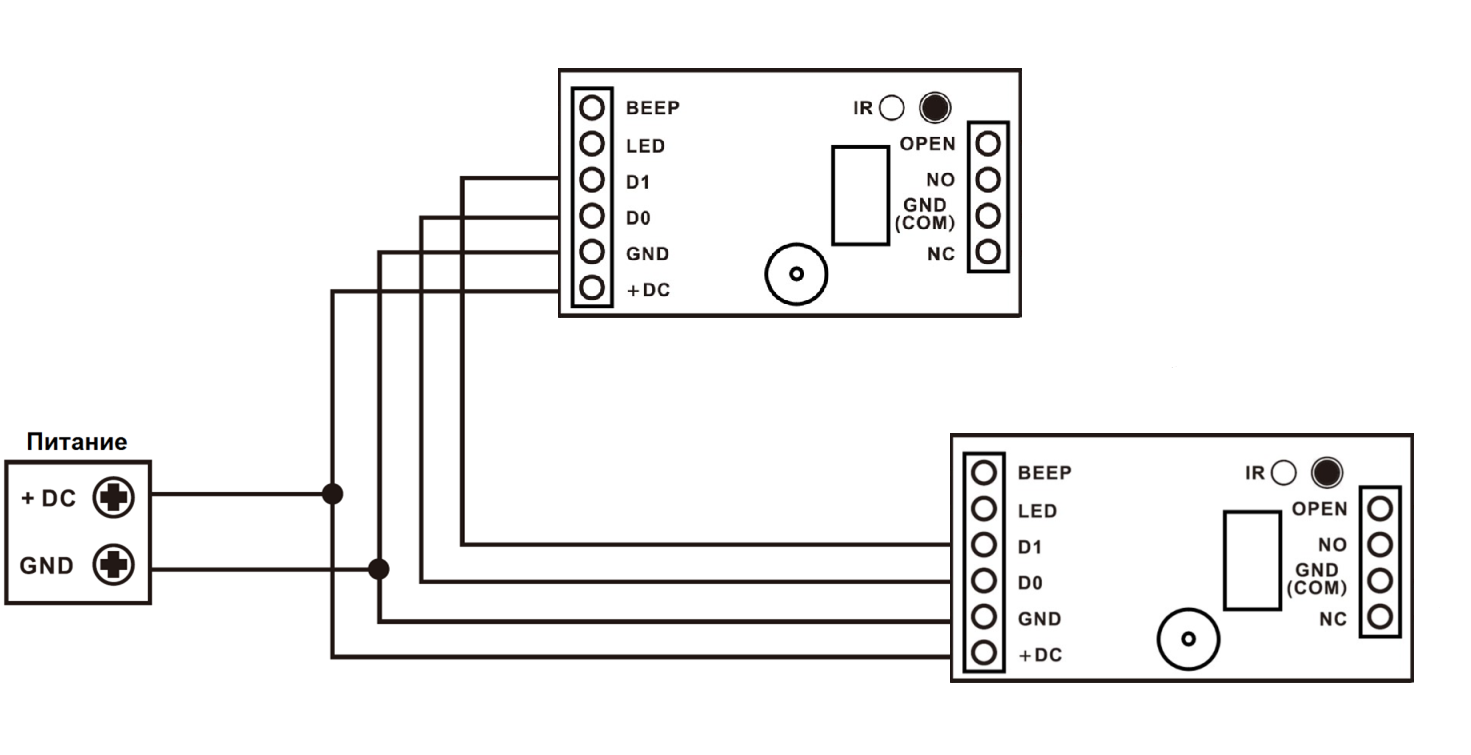 BEEP
LED
D1
D0
GND
+DC
IR
OPEN
NO
GND
(COM)
NC
Питание
+ DC
GND
BEEP
LED
D1
D0
GND
+DC
IR
OPEN
NO
GND
(COM)
NC